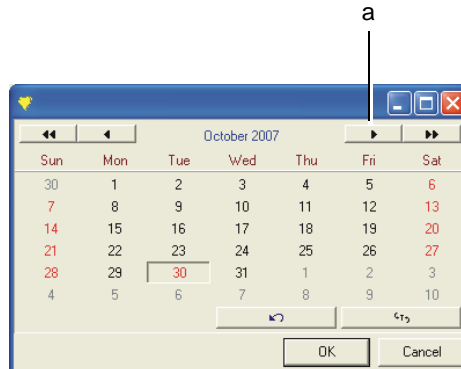 a
October 2007
Sun Mon Tue Wed Thu Fri Sat
30 1 2 3 4 5 6
7 8 9 10 11 12 13
14 15 16 17 18 19 20
21 22 23 24 25 26 27
28 29 30 31 1 2 3
4 5 6 7 8 9 10
OK Cancel